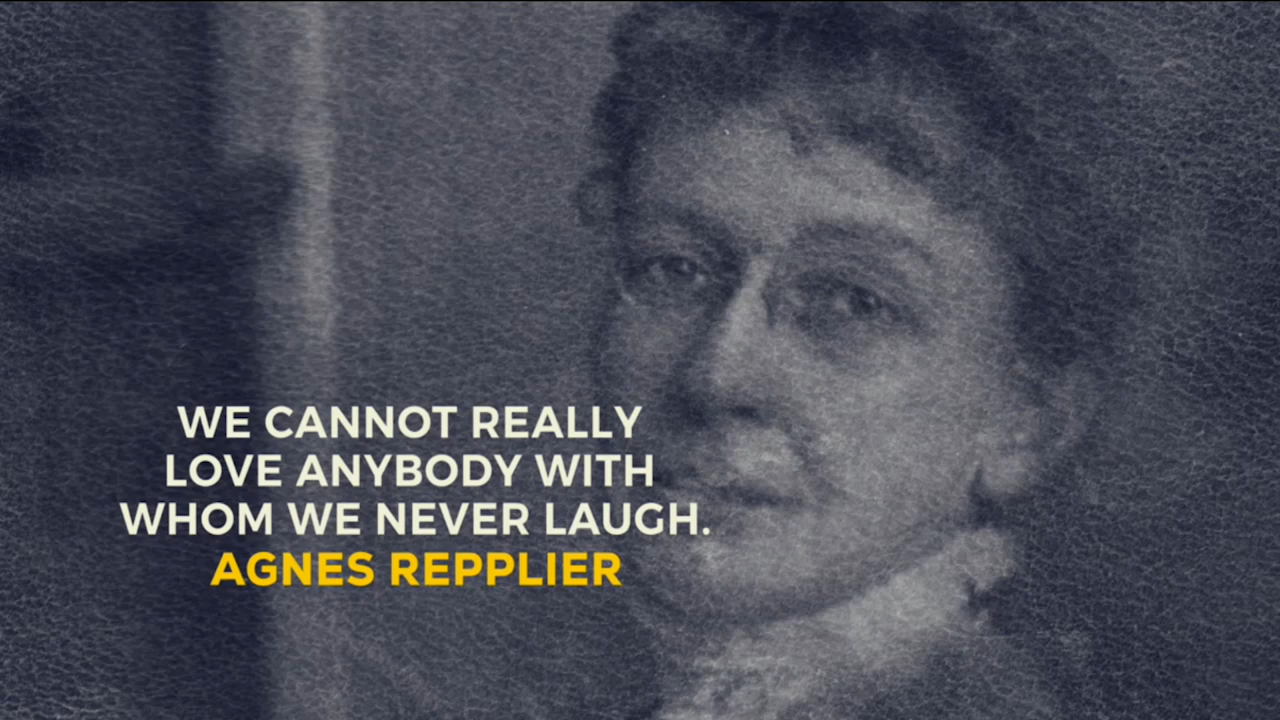 WE CANNOT REALLY
LOVE ANYBODY WITH
WHOM WE NEVER LAUGH.
AGNES REPPLIER